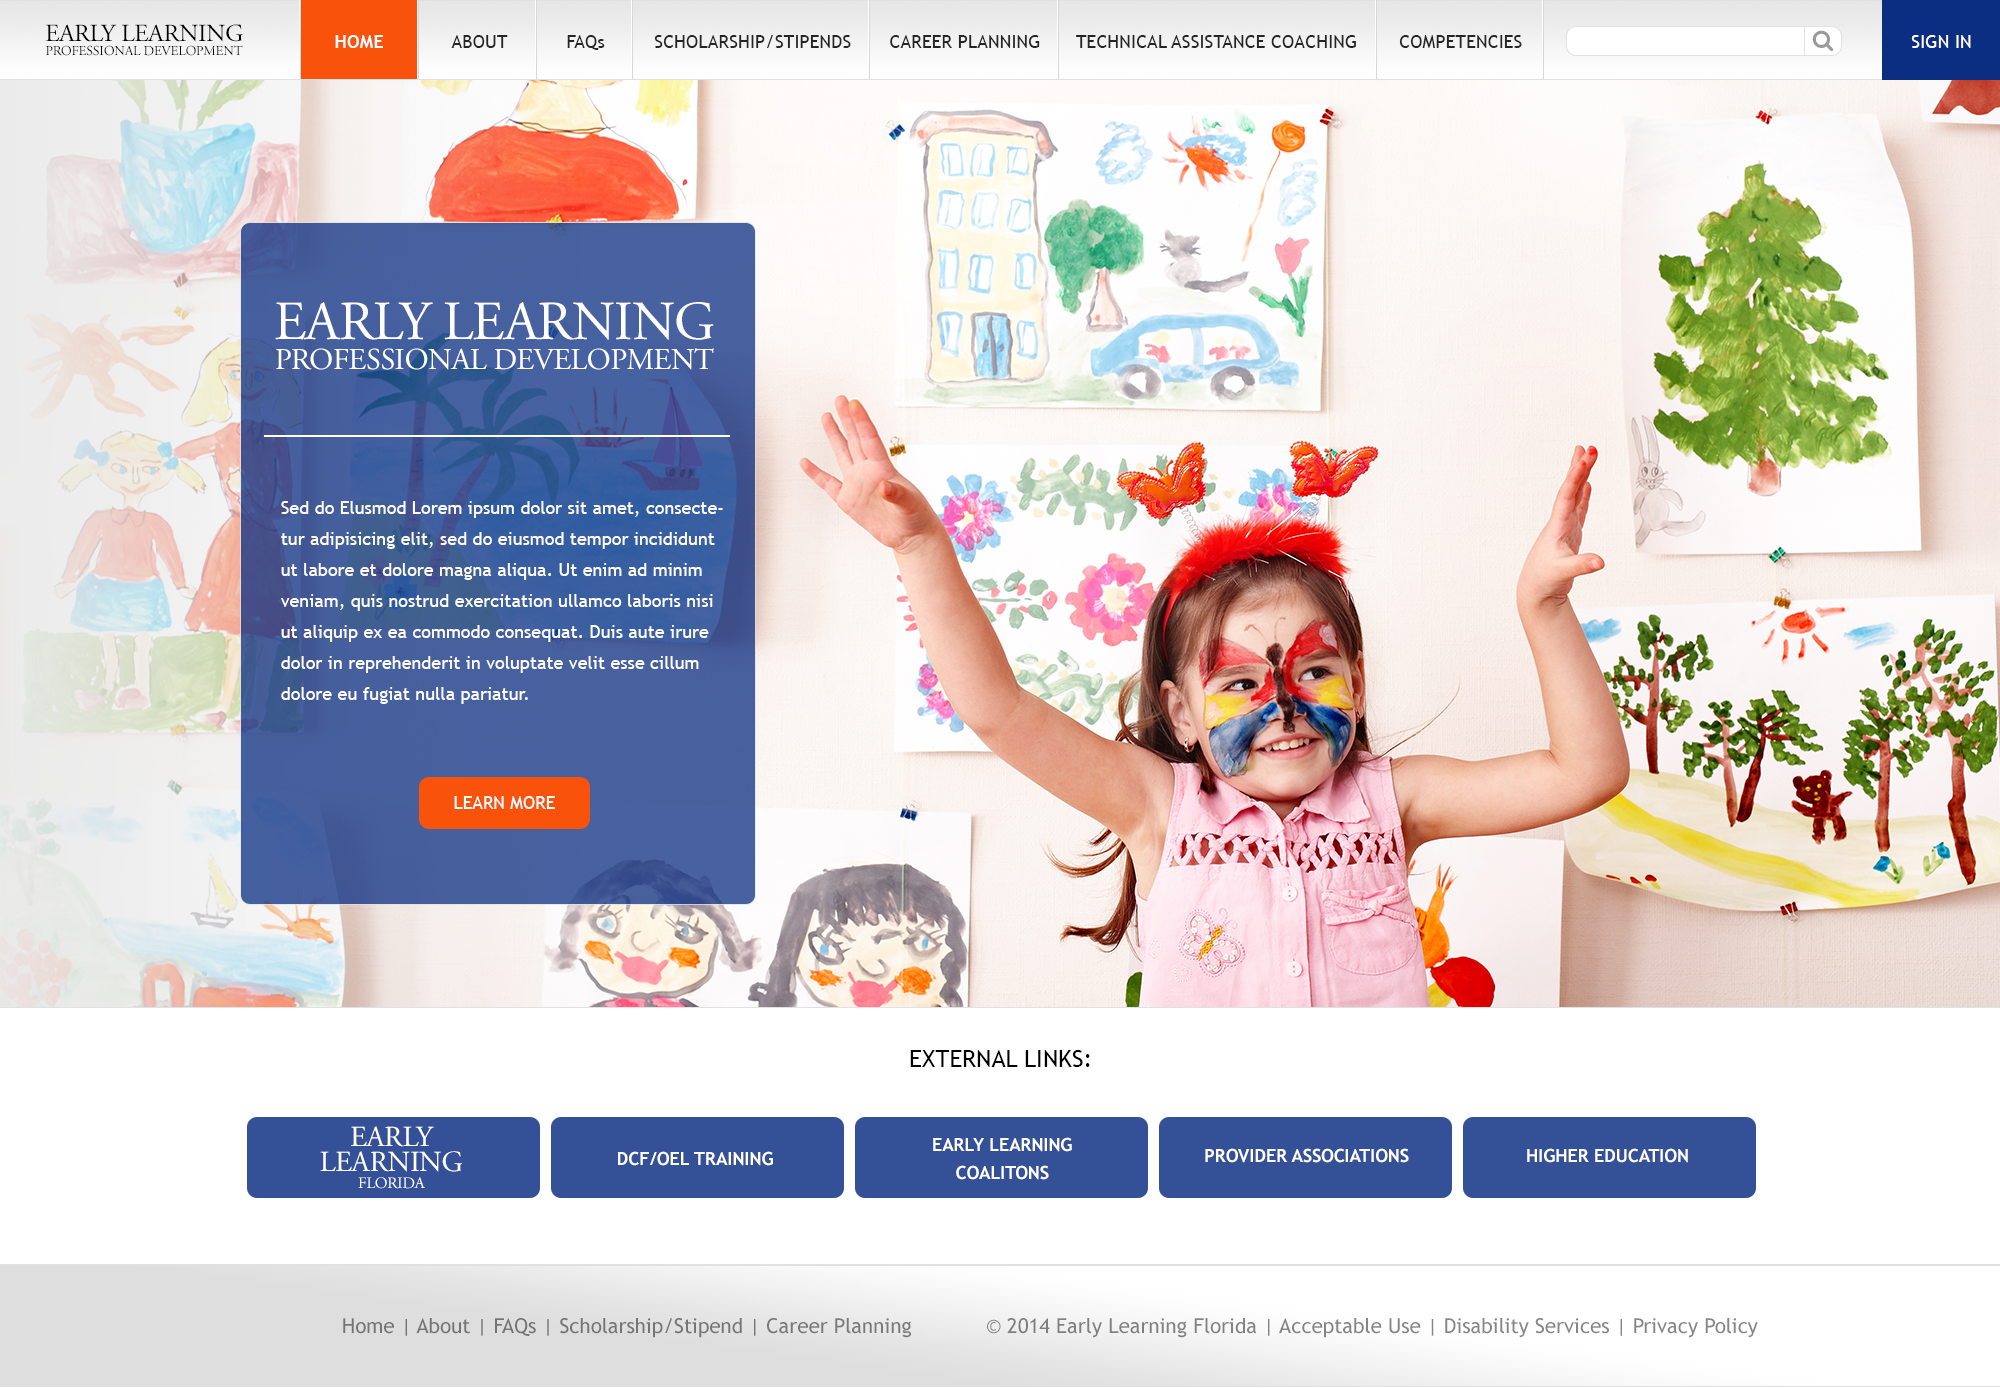 EARLY LEARNING
PROFESSIONAL DEVELOPMENT
HOME
ABOUT
FAQs
SCHOLARSHIP/STIPENDS
CAREER PLANNING
TECHNICAL ASSISTANCE COACHING
COMPETENCIES
SIGN IN
EARLY LEARNING
PROFESSIONAL DEVELOPMENT
Sed do EIusmod Lorem ipsum dolor sit amet, consecte-
tur adipisicing elit, sed do eiusmod tempor incididunt
ut labore et dolore magna aliqua. Ut enim ad minim
veniam, quis nostrud exercitation ullamco laboris nisi
ut aliquip ex ea commodo consequat. Duis aute irure
dolor in reprehenderit in voluptate velit esse cillum
dolore eu fugiat nulla pariatur.
LEARN MORE
EXTERNAL LINKS:
EARLY
LEARNING
FLORIDA
DCF/OEL TRAINING
EARLY LEARNING
COALITONS
PROVIDER ASSOCIATIONS
HIGHER EDUCATION
Home | About | FAQs | Scholarship/Stipend | Career Planning
© 2014 Early Learning Florida | Acceptable Use | Disability Services | Privacy Policy